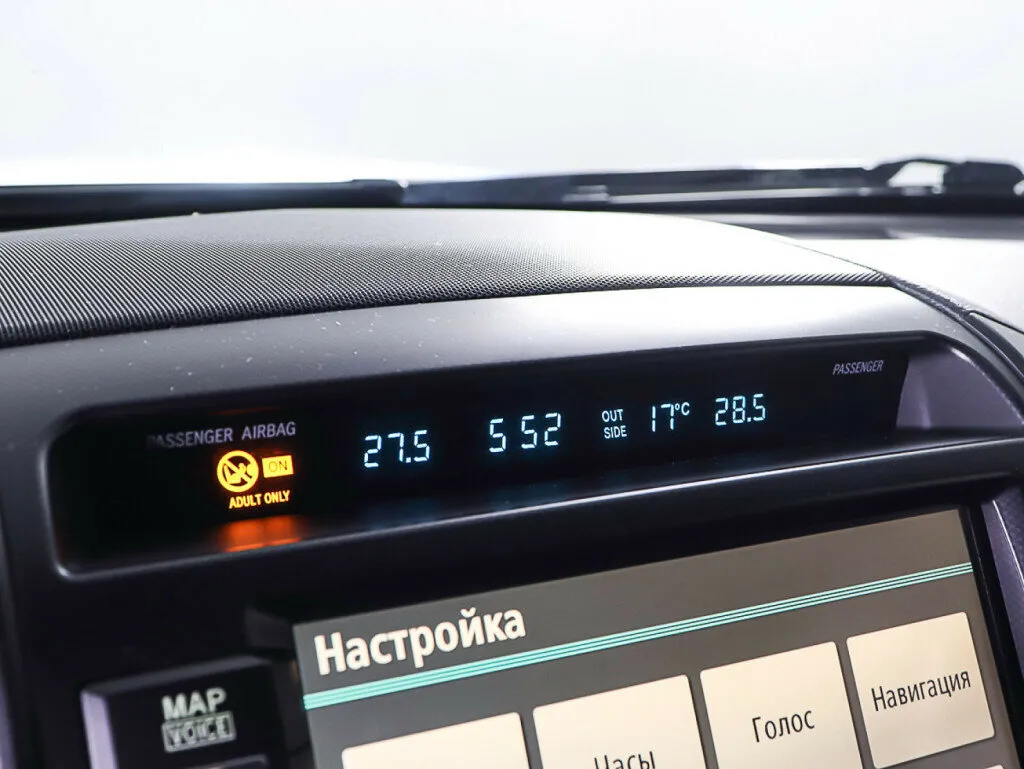 PASSENGER
PASSENGER AIRBAG
ON
ADULT ONLY
27.5
5 52
OUT SIDE
17°C
28.5
Настройка
MAP
VOICE
Часы
Голос
Навигация